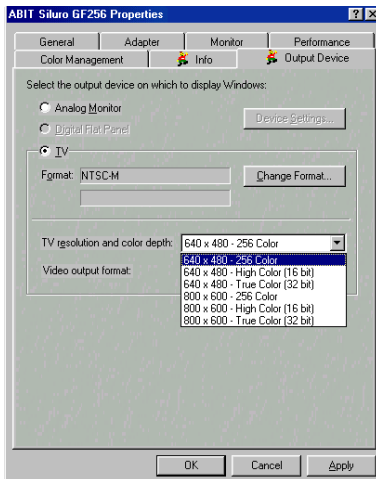 ABIT Siluro GF256 Properties
General Adapter Monitor Performance
Color Management Info Output Device
Select the output device on which to display Windows:
Analog Monitor
Device Settings...
Digital Flat Panel
TV
Format: NTSC-M
Change Format...
TV resolution and color depth: 640 x 480 - 256 Color
Video output format:
640 x 480 - 256 Color
640 x 480 - High Color (16 bit)
640 x 480 - True Color (32 bit)
800 x 600 - 256 Color
800 x 600 - High Color (16 bit)
800 x 600 - True Color (32 bit)
OK Cancel Apply